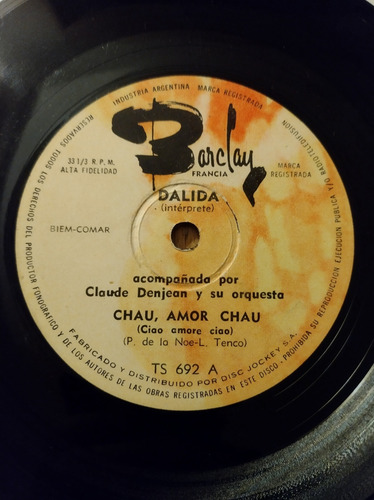 INDUSTRIA ARGENTINA MARCA REGISTRADA
Barclay
FRANCIA
33 1/3 R. P. M.
ALTA FIDELIDAD
MARCA
REGISTRADA
DALIDA
(intérprete)
BIEM-COMAR
acompañada por
Claude Denjean y su orquesta
CHAU, AMOR CHAU
(Ciao amore ciao)
(P. de la Noe-L. Tenco)
TS 692 A
FABRICADO Y DISTRIBUIDO POR DISC JOCKEY S.A.
RESERVADOS TODOS LOS DERECHOS DEL PRODUCTOR FONOGRAFICO Y DE LOS AUTORES DE LAS OBRAS REGISTRADAS EN ESTE DISCO - PROHIBIDA SU REPRODUCCION EJECUCION PUBLICA Y/O RADIOTELEDIFUSION